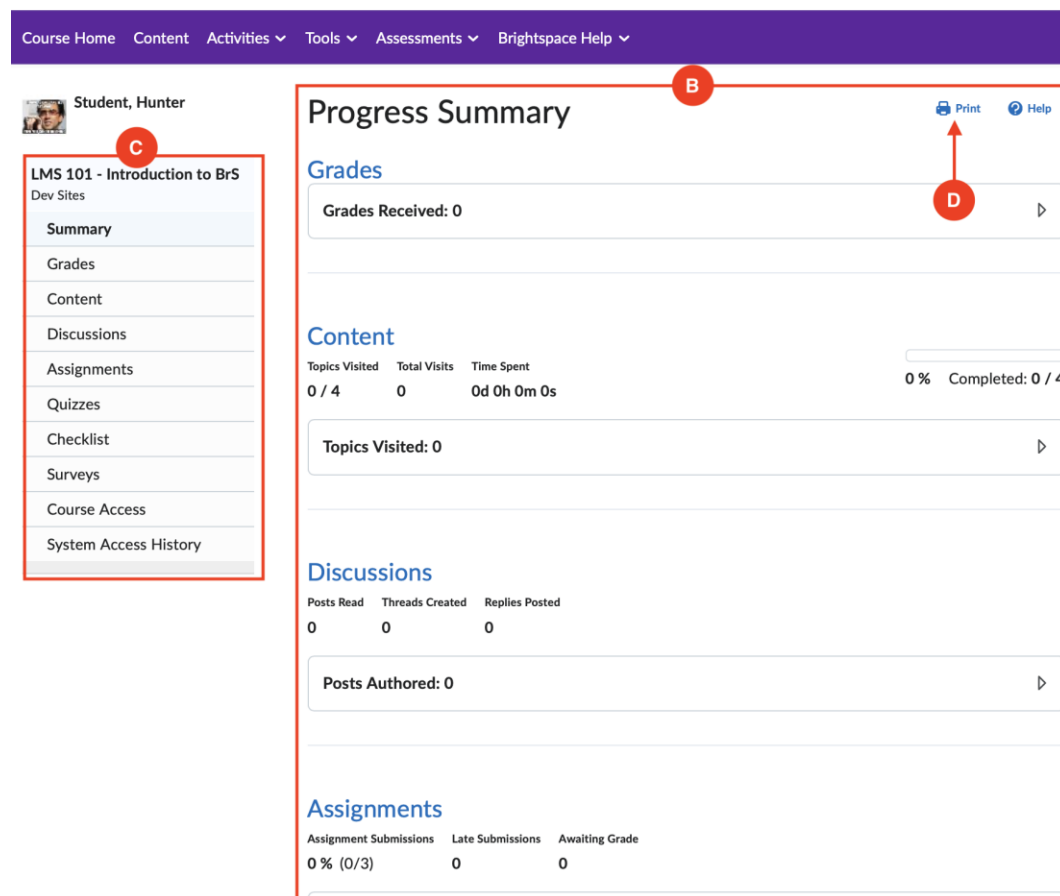 Course Home Content Activities Tools Assessments Brightspace Help
Student, Hunter
C
LMS 101 - Introduction to BrS
Dev Sites
Summary
Grades
Content
Discussions
Assignments
Quizzes
Checklist
Surveys
Course Access
System Access History
B
Progress Summary
Print Help
D
Grades
Grades Received: 0
Content
Topics Visited Total Visits Time Spent
0 / 4 0 0d 0h 0m 0s
0 % Completed: 0 / 4
Topics Visited: 0
Discussions
Posts Read Threads Created Replies Posted
0 0 0
Posts Authored: 0
Assignments
Assignment Submissions Late Submissions Awaiting Grade
0 % (0/3) 0 0